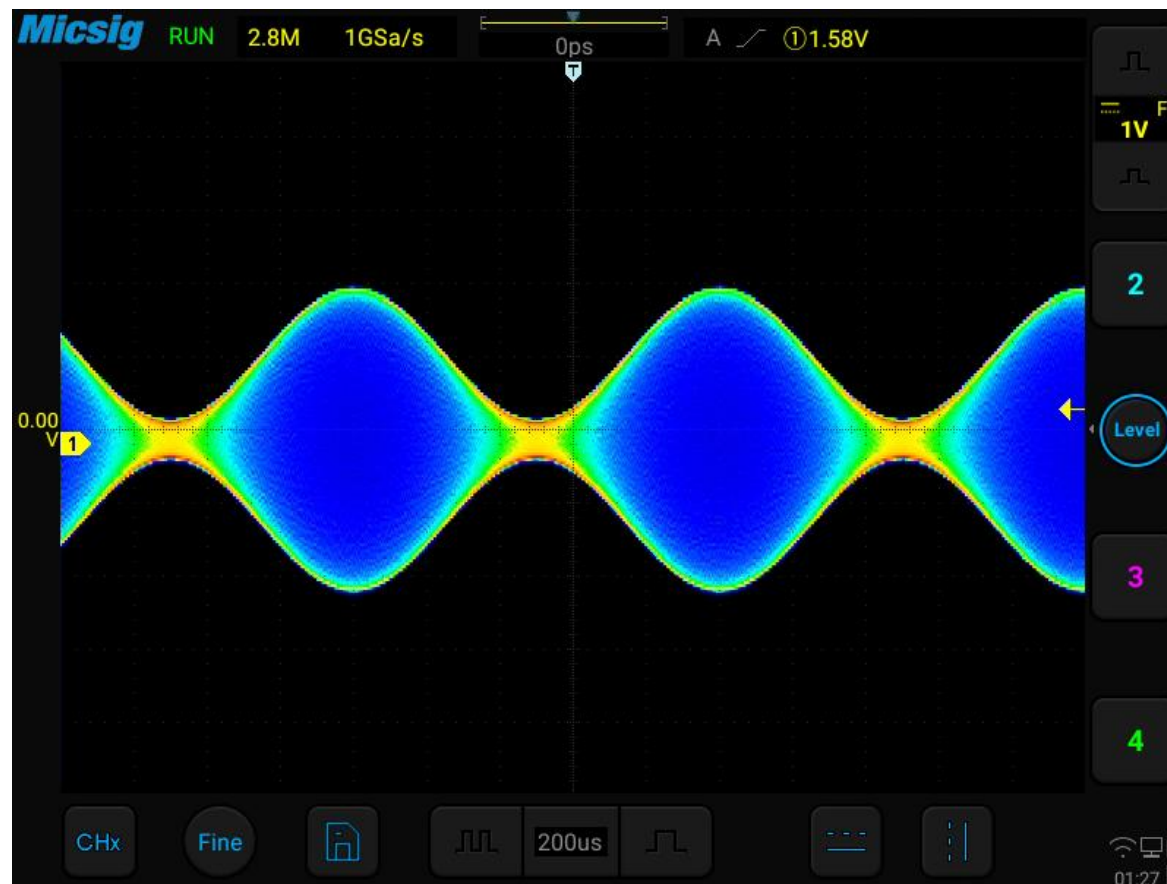 Micsig RUN 2.8M 1GSa/s 0ps A ①1.58V
T
F
1V
2
0.00
V 1
Level
3
4
CHx Fine 200us
01:27